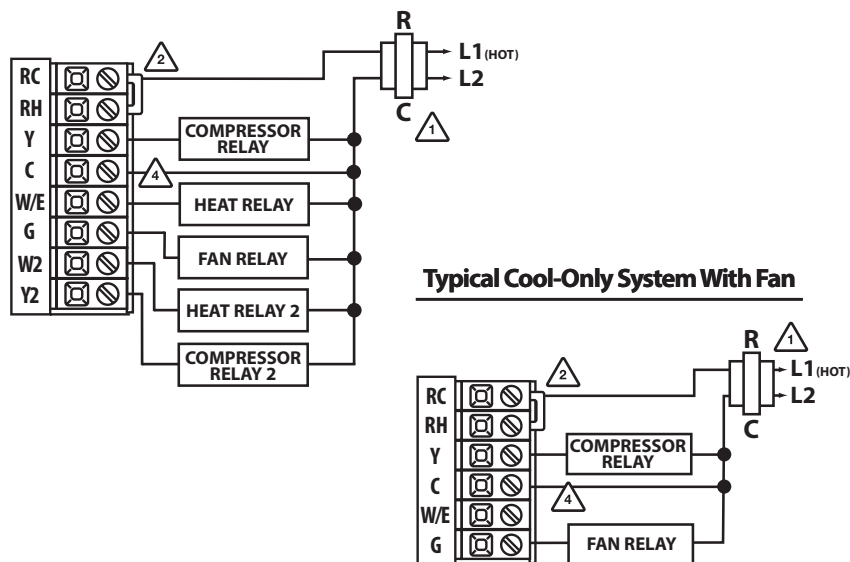 R
2
L1 (HOT)
L2
RC
RH
C
1
COMPRESSOR
RELAY
Y
C
4
W/E
HEAT RELAY
G
FAN RELAY
W2
HEAT RELAY 2
Y2
COMPRESSOR
RELAY 2
Typical Cool-Only System With Fan
R
1
2
L1 (HOT)
L2
RC
RH
C
Y
COMPRESSOR
RELAY
C
4
W/E
G
FAN RELAY